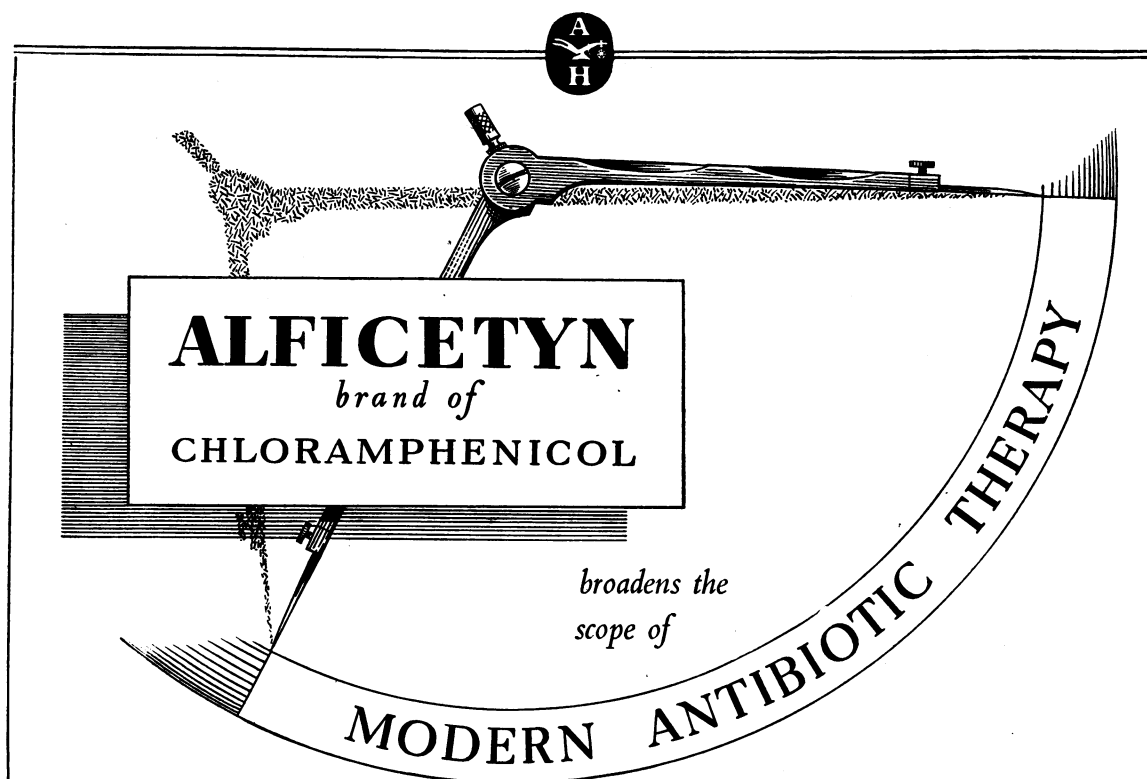 A
H
ALFICETYN
brand of
CHLORAMPHENICOL
broadens the
scope of
MODERN ANTIBIOTIC THERAPY